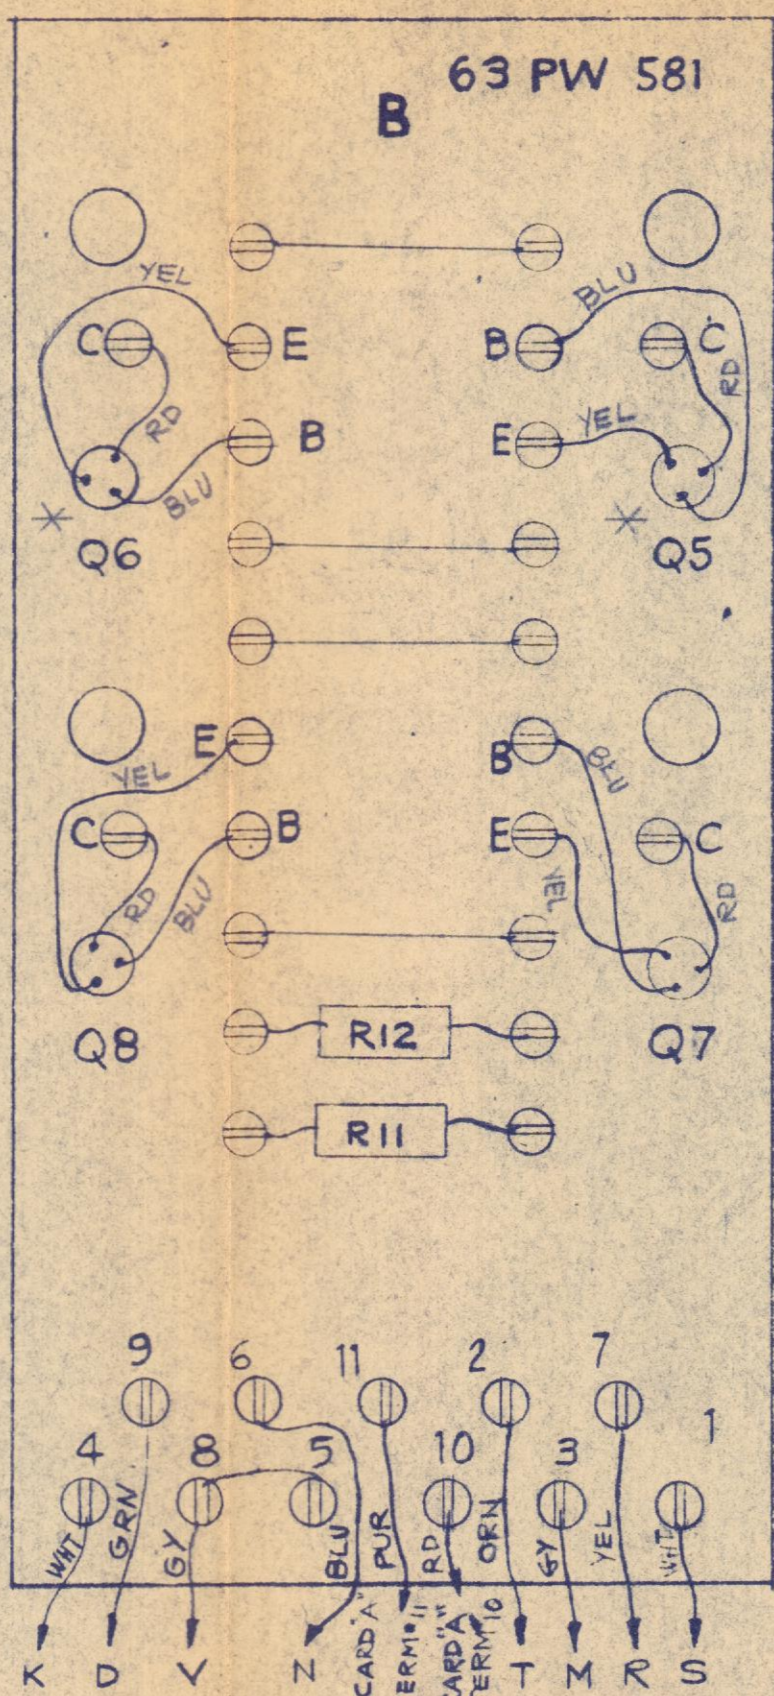 63 PW 581
B
YEL BLU
C E B C
RD RD
B E YEL
BLU
Q6 Q5
E B BLU
YEL
C B E C
RD BLU YEL RD
Q8 R12 Q7
R11
9 6 11 2 7
4 8 5 10 3 1
WHT GRN GY BLU PUR RD ORN GY YEL WHT
K D V N CARD "A" TERM #11 CARD "A" TERM 10 T M R S